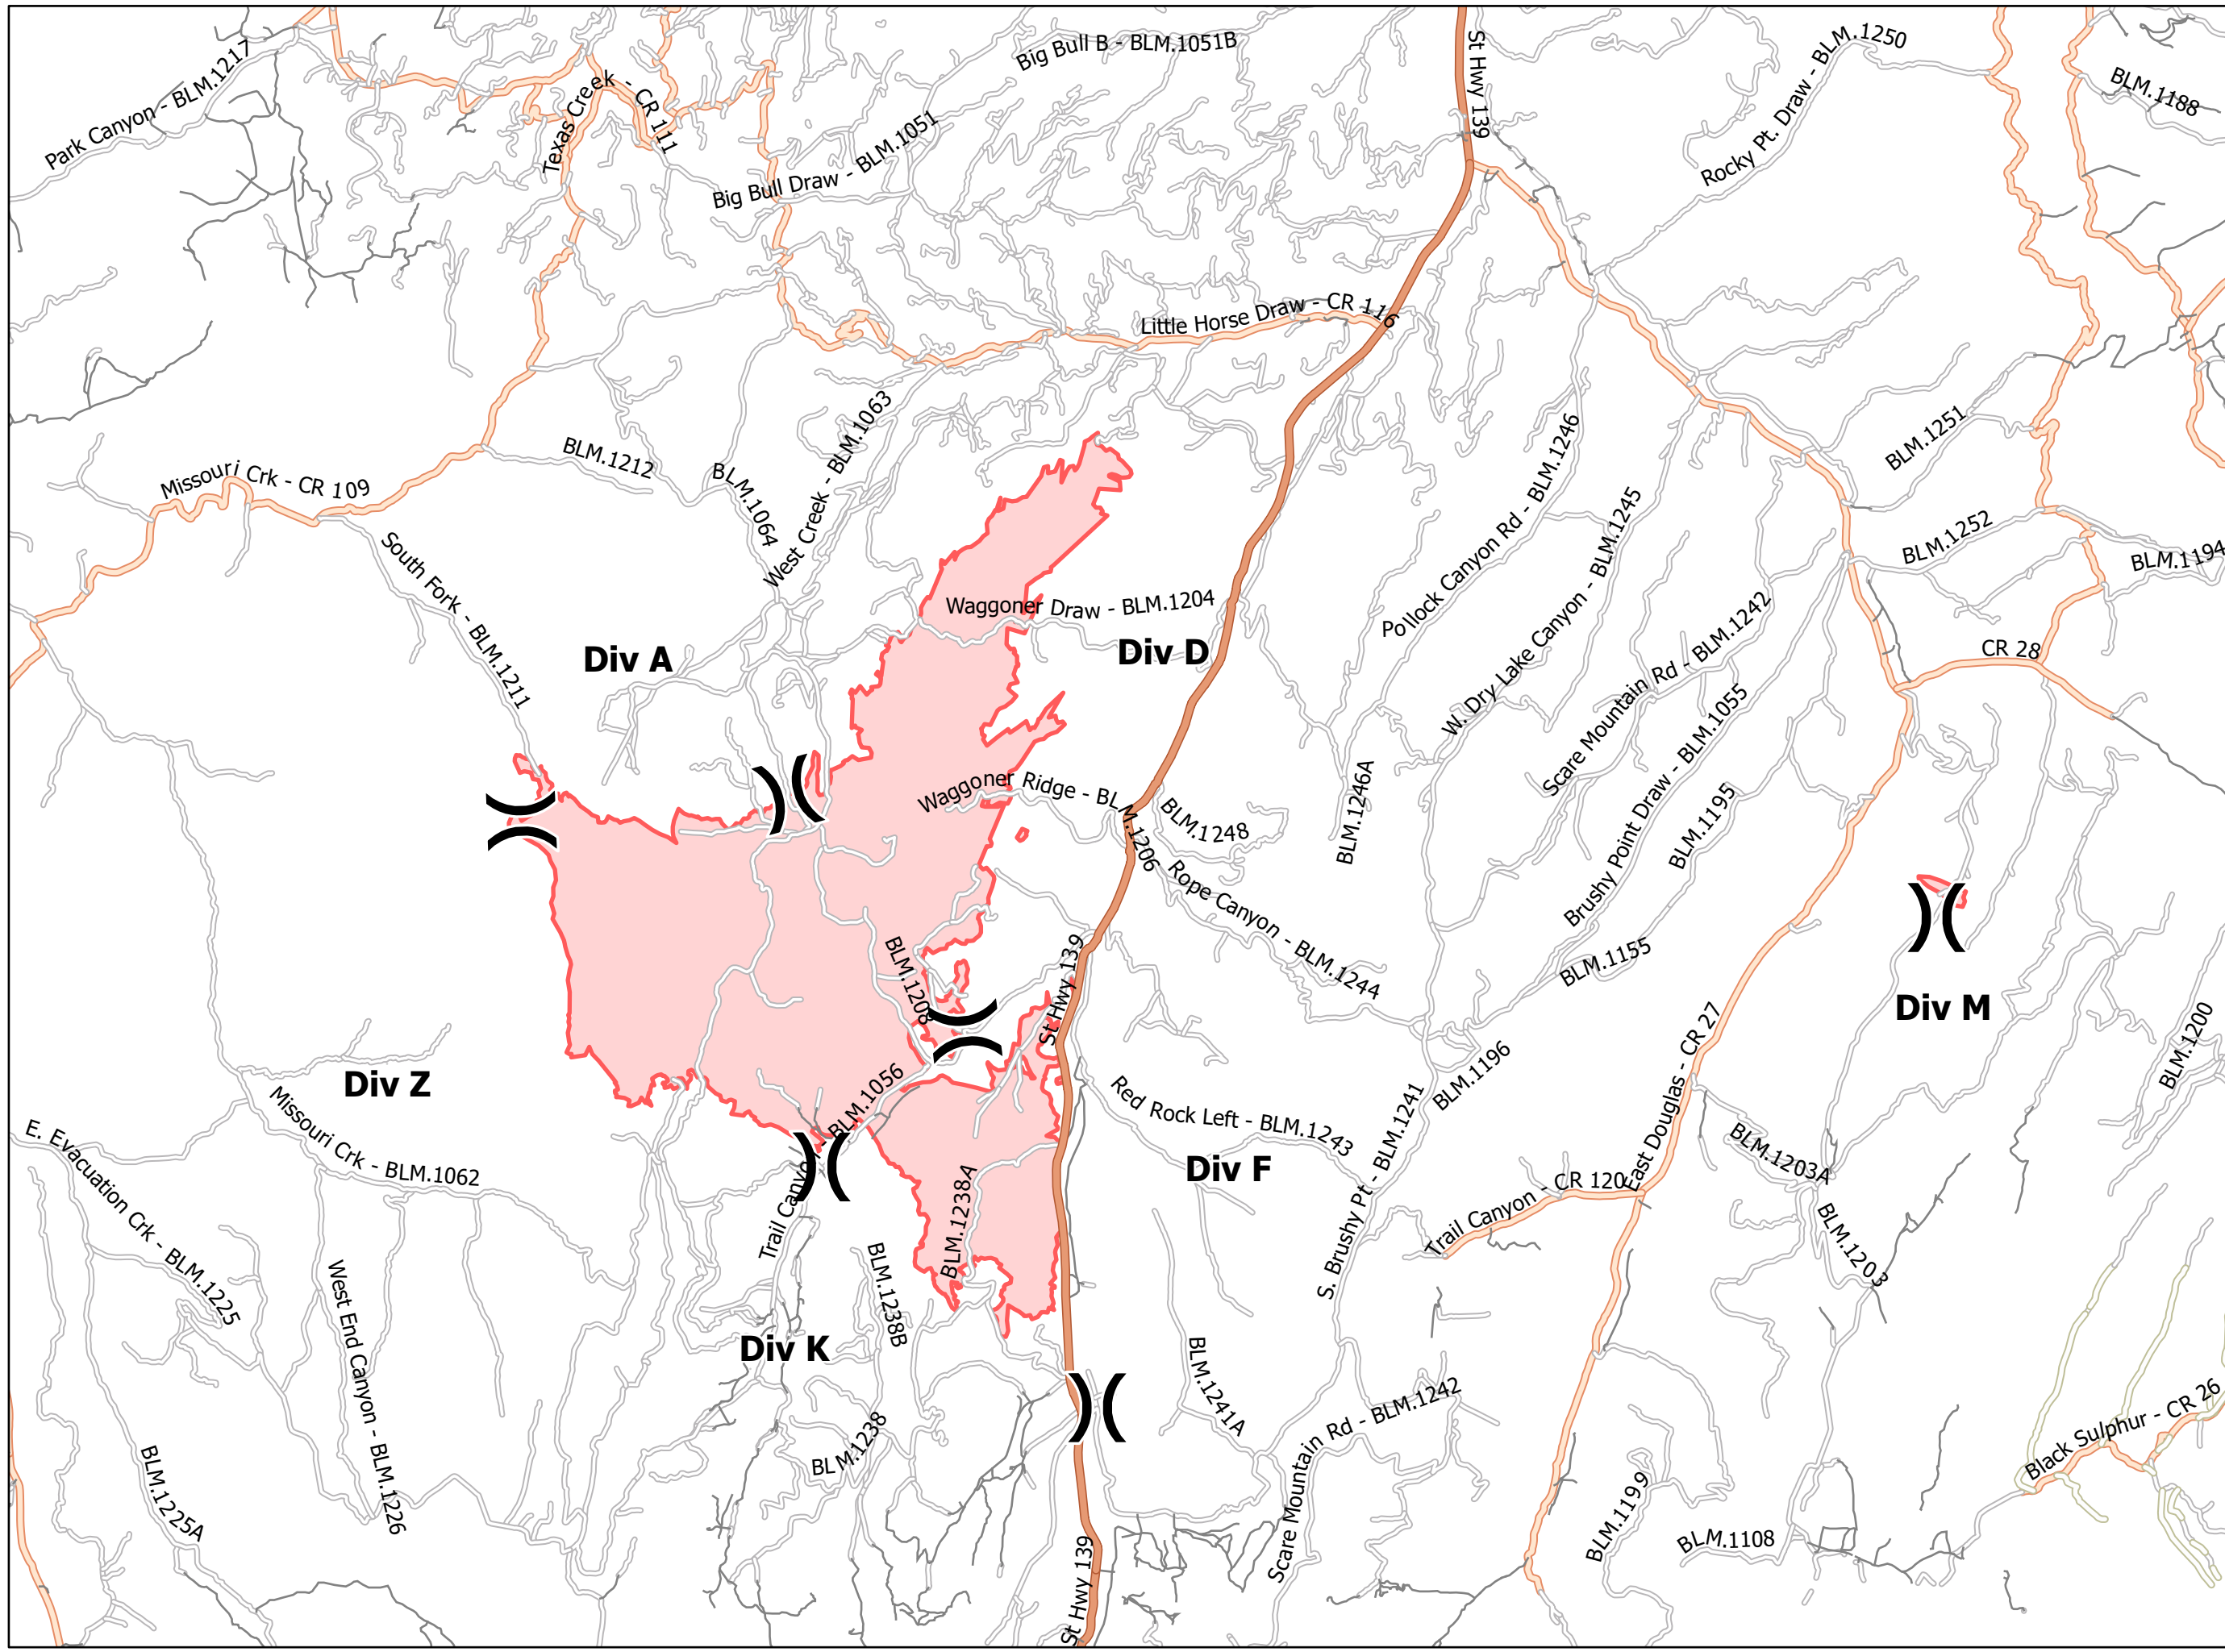 Park Canyon - BLM.1217
Texas Creek - CR 111
Big Bull B - BLM.1051B
Big Bull Draw - BLM.1051
St Hwy 139
Rocky Pt. Draw - BLM.1250
BLM.1188
Little Horse Draw - CR 116
Missouri Crk - CR 109
BLM.1212
BLM.1064
West Creek - BLM.1063
South Fork - BLM.1211
Pollock Canyon Rd - BLM.1246
W. Dry Lake Canyon - BLM.1245
BLM.1251
BLM.1252
BLM.1194
Waggoner Draw - BLM.1204
Div A
Div D
CR 28
Scare Mountain Rd - BLM.1242
Brushy Point Draw - BLM.1055
BLM.1195
Waggoner Ridge - BLM.1206
BLM.1248
BLM.1246A
Rope Canyon - BLM.1244
BLM.1155
BLM.1208
St Hwy 139
Div M
East Douglas - CR 27
BLM.1200
Div Z
Missouri Crk - BLM.1062
E. Evacuation Crk - BLM.1225
Trail Canyon - BLM.1056
Red Rock Left - BLM.1243
BLM.1196
S. Brushy Pt - BLM.1241
Div F
BLM.1203A
Trail Canyon - CR 120
BLM.1203
BLM.1238A
BLM.1238B
West End Canyon - BLM.1226
Div K
BLM.1241A
Scare Mountain Rd - BLM.1242
BLM.1238
BLM.1225A
Black Sulphur - CR 26
BLM.1199
BLM.1108
St Hwy 139